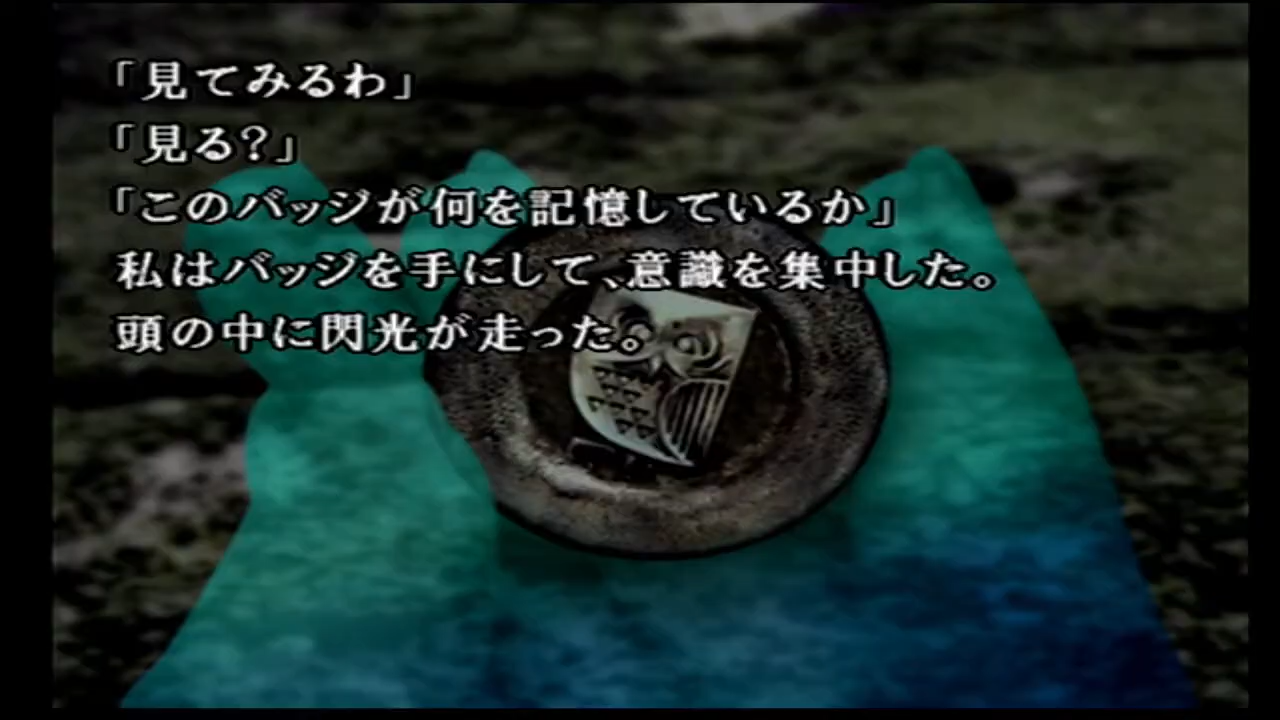 「見てみるわ」
「見る？」
「このバッジが何を記憶しているか」
私はバッジを手にして、意識を集中した。
頭の中に閃光が走った。